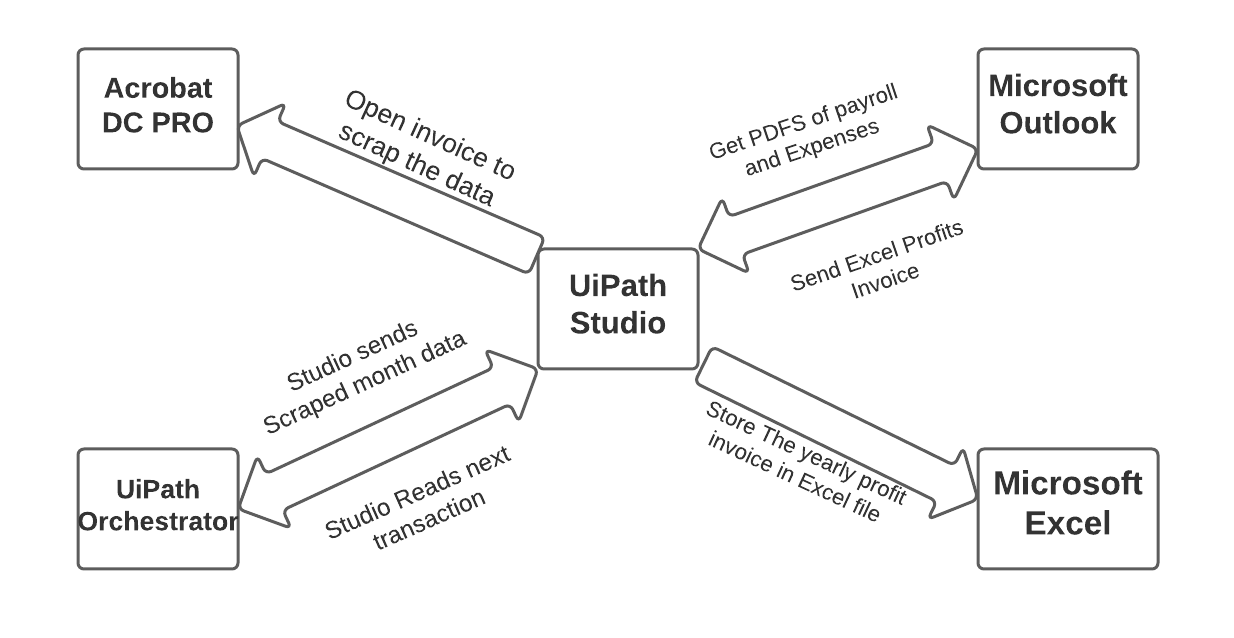 Acrobat
DC PRO
Open invoice to
scrap the data
Get PDFS of payroll
and Expenses
Microsoft
Outlook
Send Excel Profits
Invoice
UiPath
Studio
Studio sends
Scraped month data
UiPath
Orchestrator
Studio Reads next
transaction
Store The yearly profit
invoice in Excel file
Microsoft
Excel